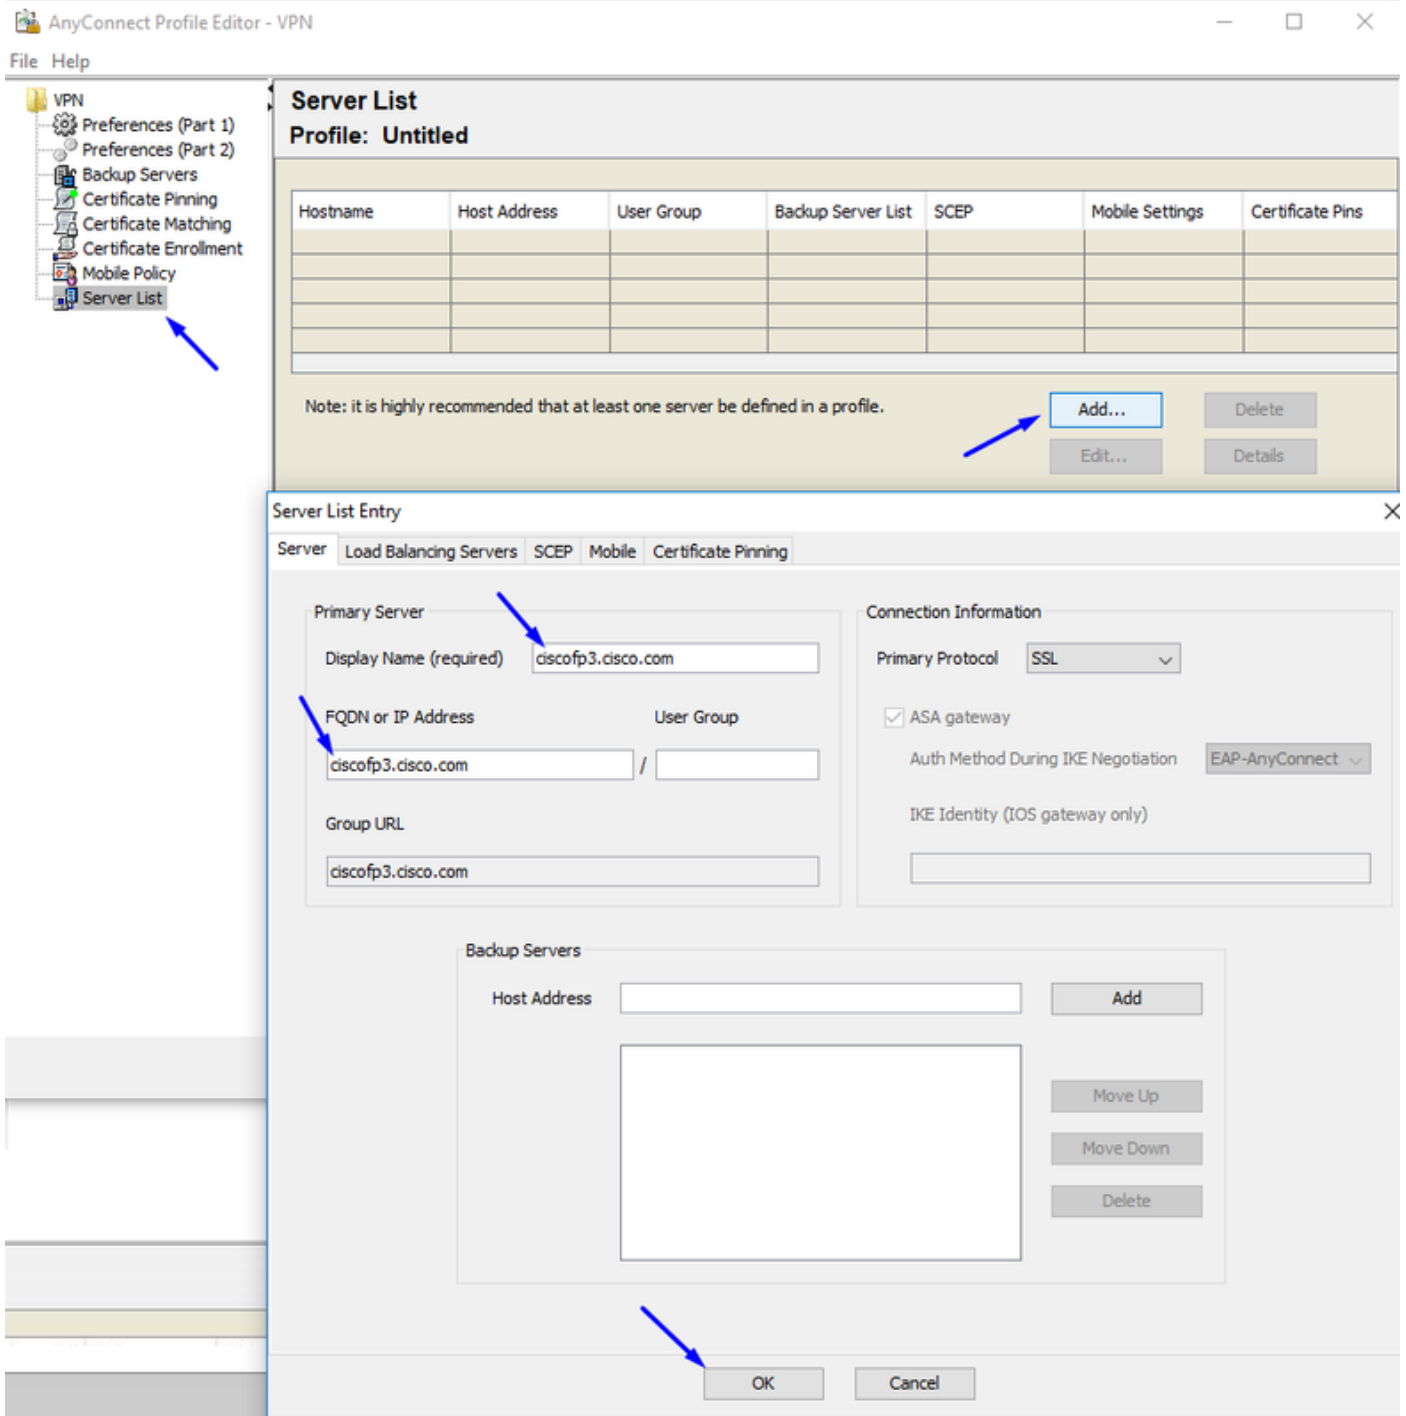 AnyConnect Profile Editor - VPN
File Help
VPN
Preferences (Part 1)
Preferences (Part 2)
Backup Servers
Certificate Pinning
Certificate Matching
Certificate Enrollment
Mobile Policy
Server List
Server List
Profile: Untitled
Hostname Host Address User Group Backup Server List SCEP Mobile Settings Certificate Pins
Note: it is highly recommended that at least one server be defined in a profile.
Add... Delete
Edit... Details
Server List Entry
Server Load Balancing Servers SCEP Mobile Certificate Pinning
Primary Server
Display Name (required) ciscofp3.cisco.com
FQDN or IP Address User Group
ciscofp3.cisco.com /
Group URL
ciscofp3.cisco.com
Connection Information
Primary Protocol SSL
ASA gateway
Auth Method During IKE Negotiation EAP-AnyConnect
IKE Identity (IOS gateway only)
Backup Servers
Host Address Add
Move Up
Move Down
Delete
OK Cancel